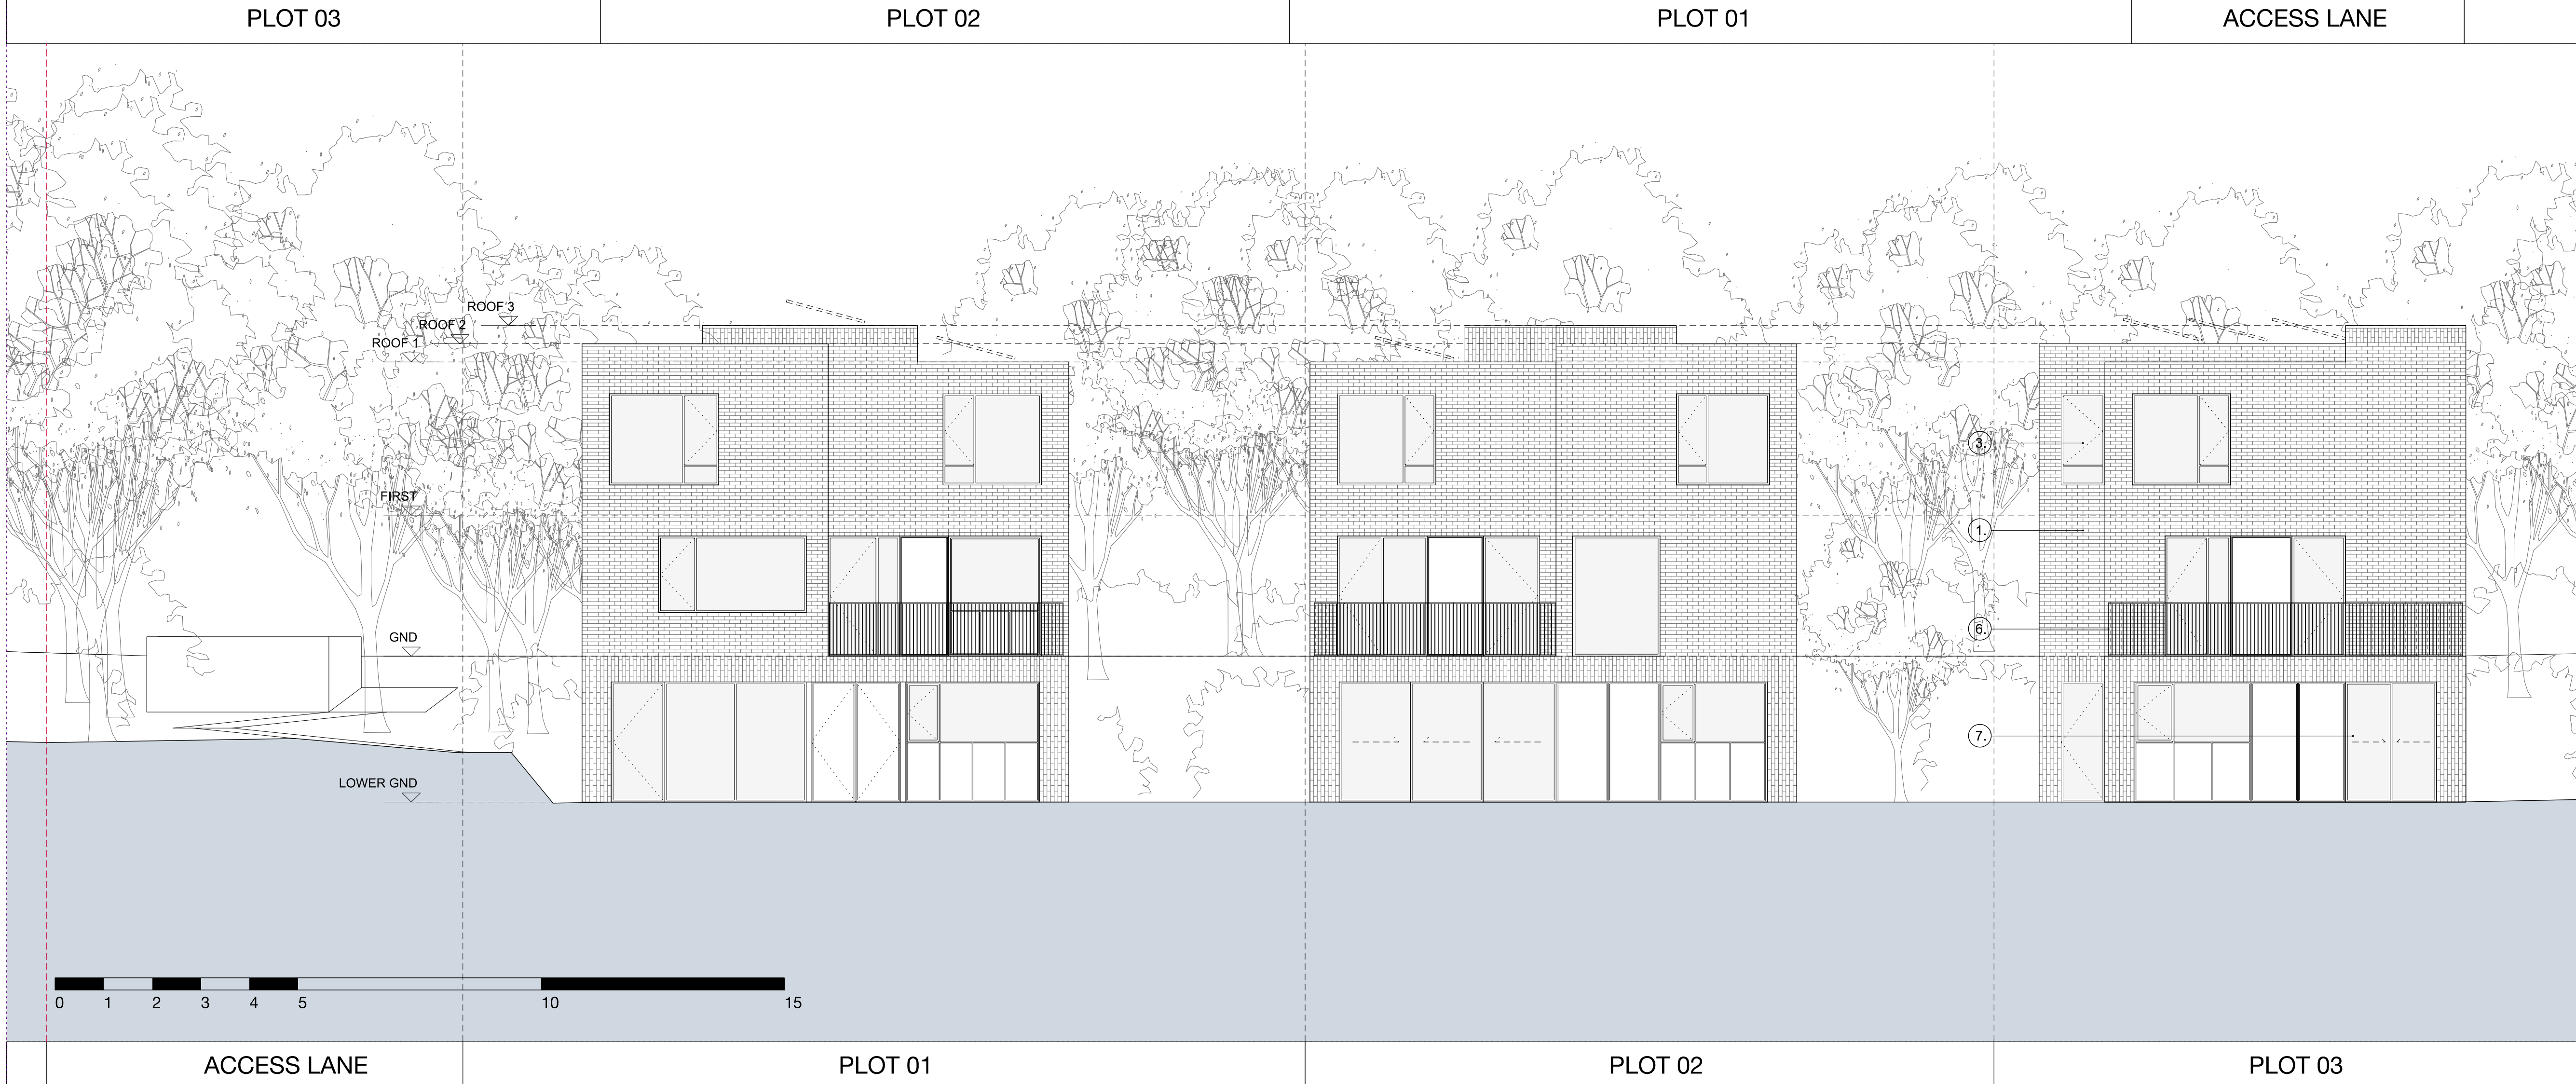 PLOT 03 PLOT 02 PLOT 01 ACCESS LANE
ROOF 3
ROOF 2
ROOF 1
3.
FIRST
1.
6.
GND
7.
LOWER GND
0 1 2 3 4 5 10 15
ACCESS LANE PLOT 01 PLOT 02 PLOT 03